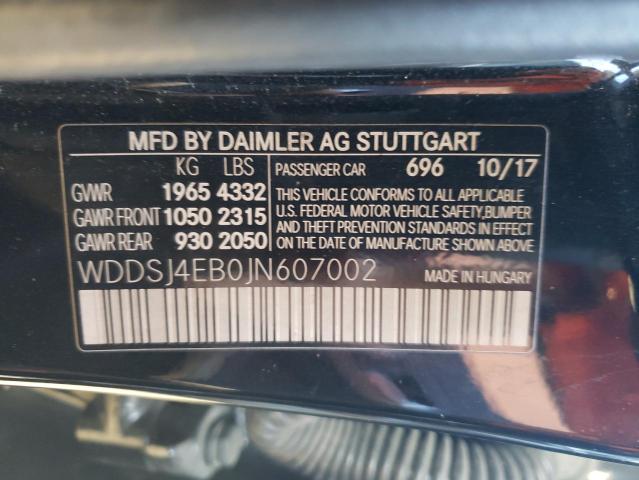 MFD BY DAIMLER AG STUTTGART
KG LBS PASSENGER CAR 696 10/17
GVWR 1965 4332
GAWR FRONT 1050 2315
GAWR REAR 930 2050
THIS VEHICLE CONFORMS TO ALL APPLICABLE
U.S. FEDERAL MOTOR VEHICLE SAFETY,BUMPER
AND THEFT PREVENTION STANDARDS IN EFFECT
ON THE DATE OF MANUFACTURE SHOWN ABOVE.
WDDSJ4EB0JN607002 MADE IN HUNGARY